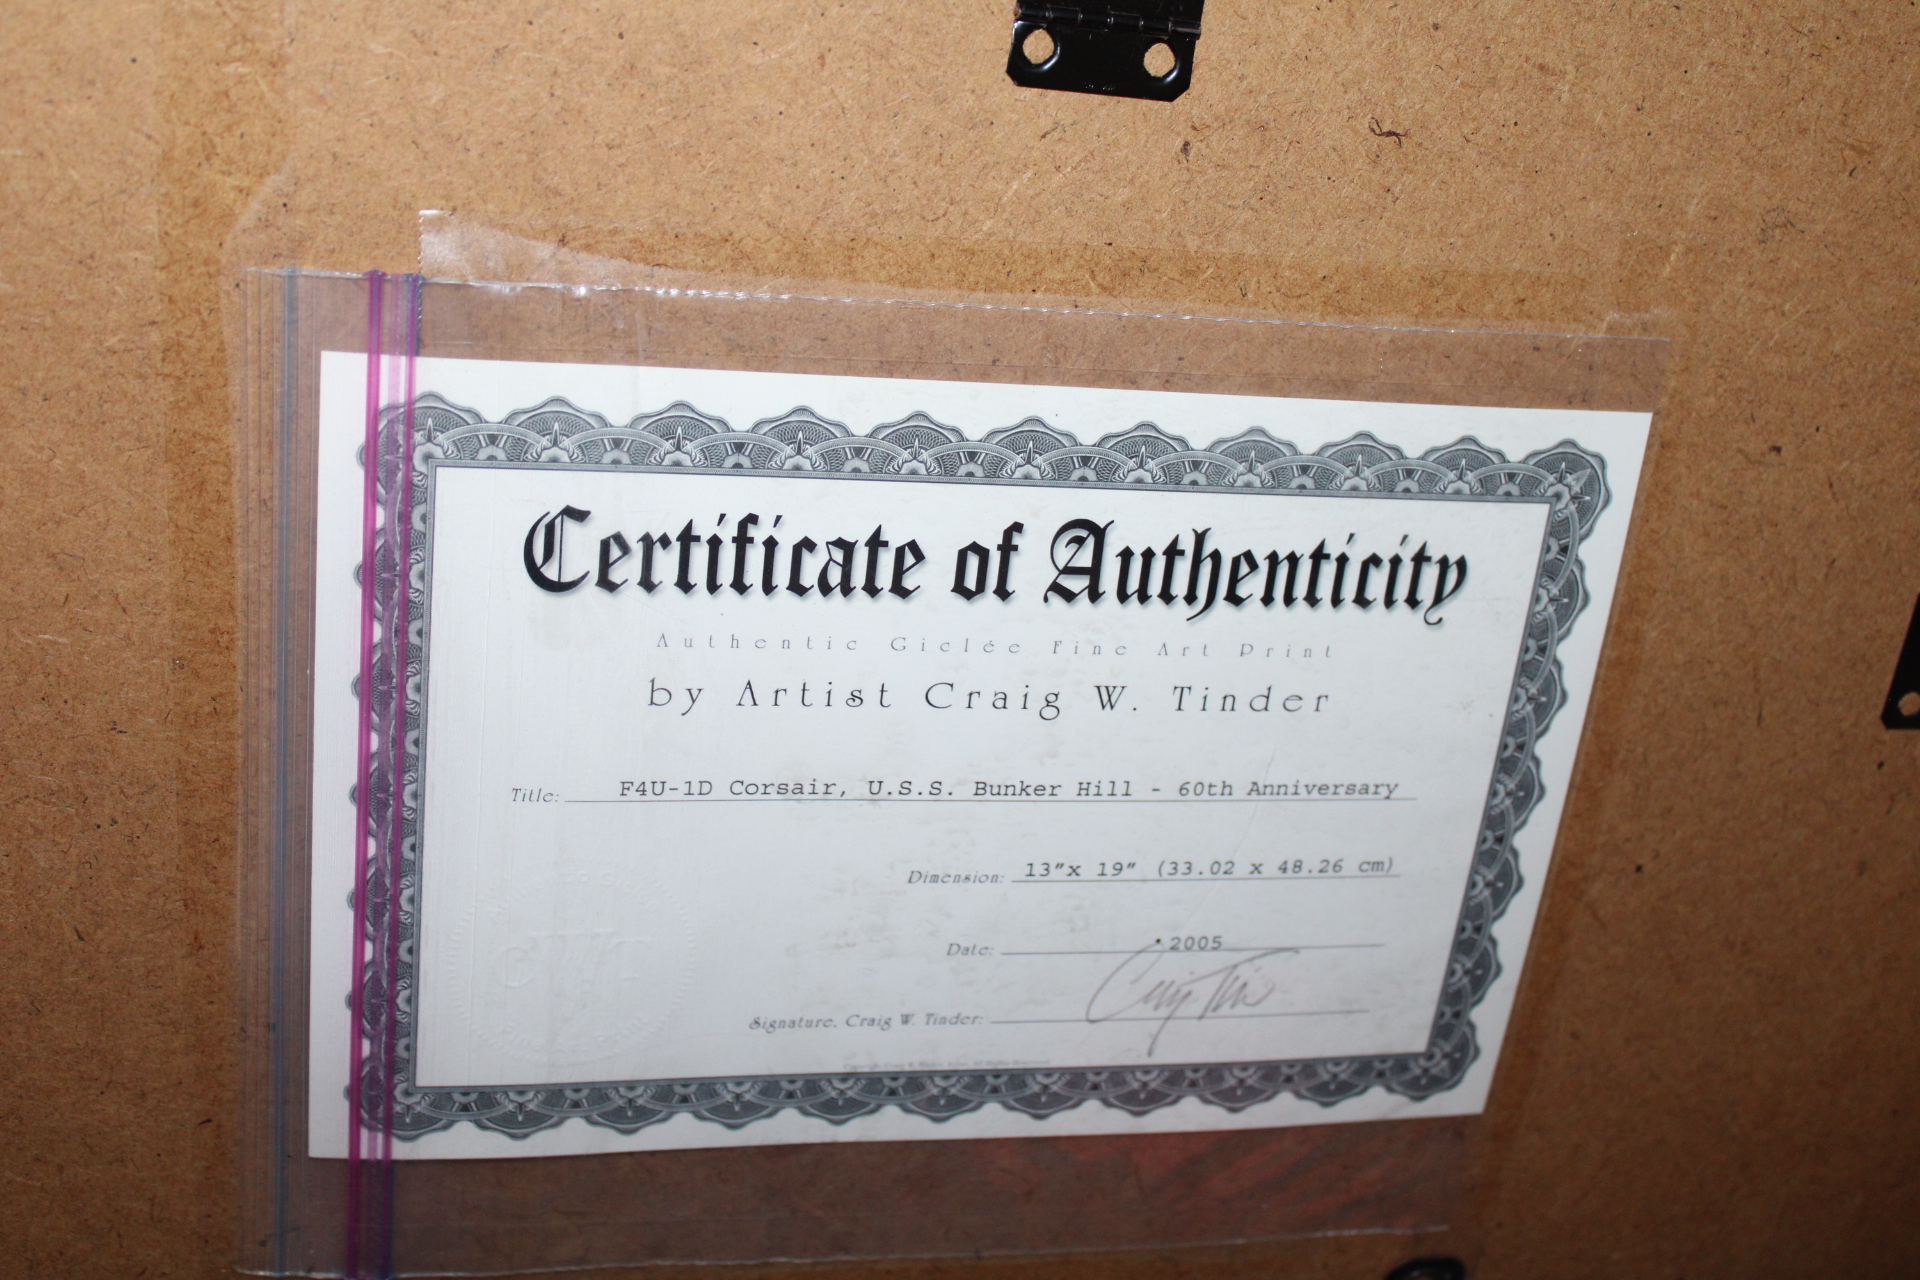 Certificate of Authenticity
Authentic Giclée Fine Art Print
by Artist Craig W. Tinder
Title: F4U-1D Corsair, U.S.S. Bunker Hill - 60th Anniversary
Dimension: 13"x 19" (33.02 x 48.26 cm)
Date: 2005
Signature, Craig W. Tinder: